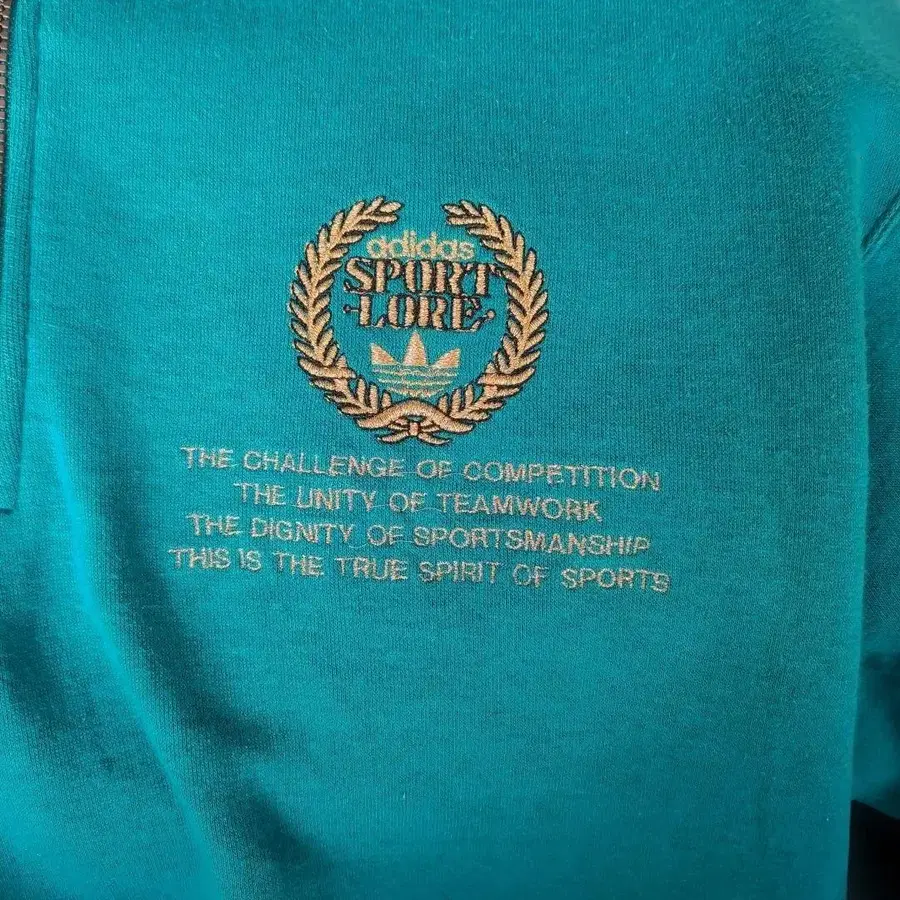 adidas
SPORT
LORE
THE CHALLENGE OF COMPETITION
THE UNITY OF TEAMWORK
THE DIGNITY OF SPORTSMANSHIP
THIS IS THE TRUE SPIRIT OF SPORTS